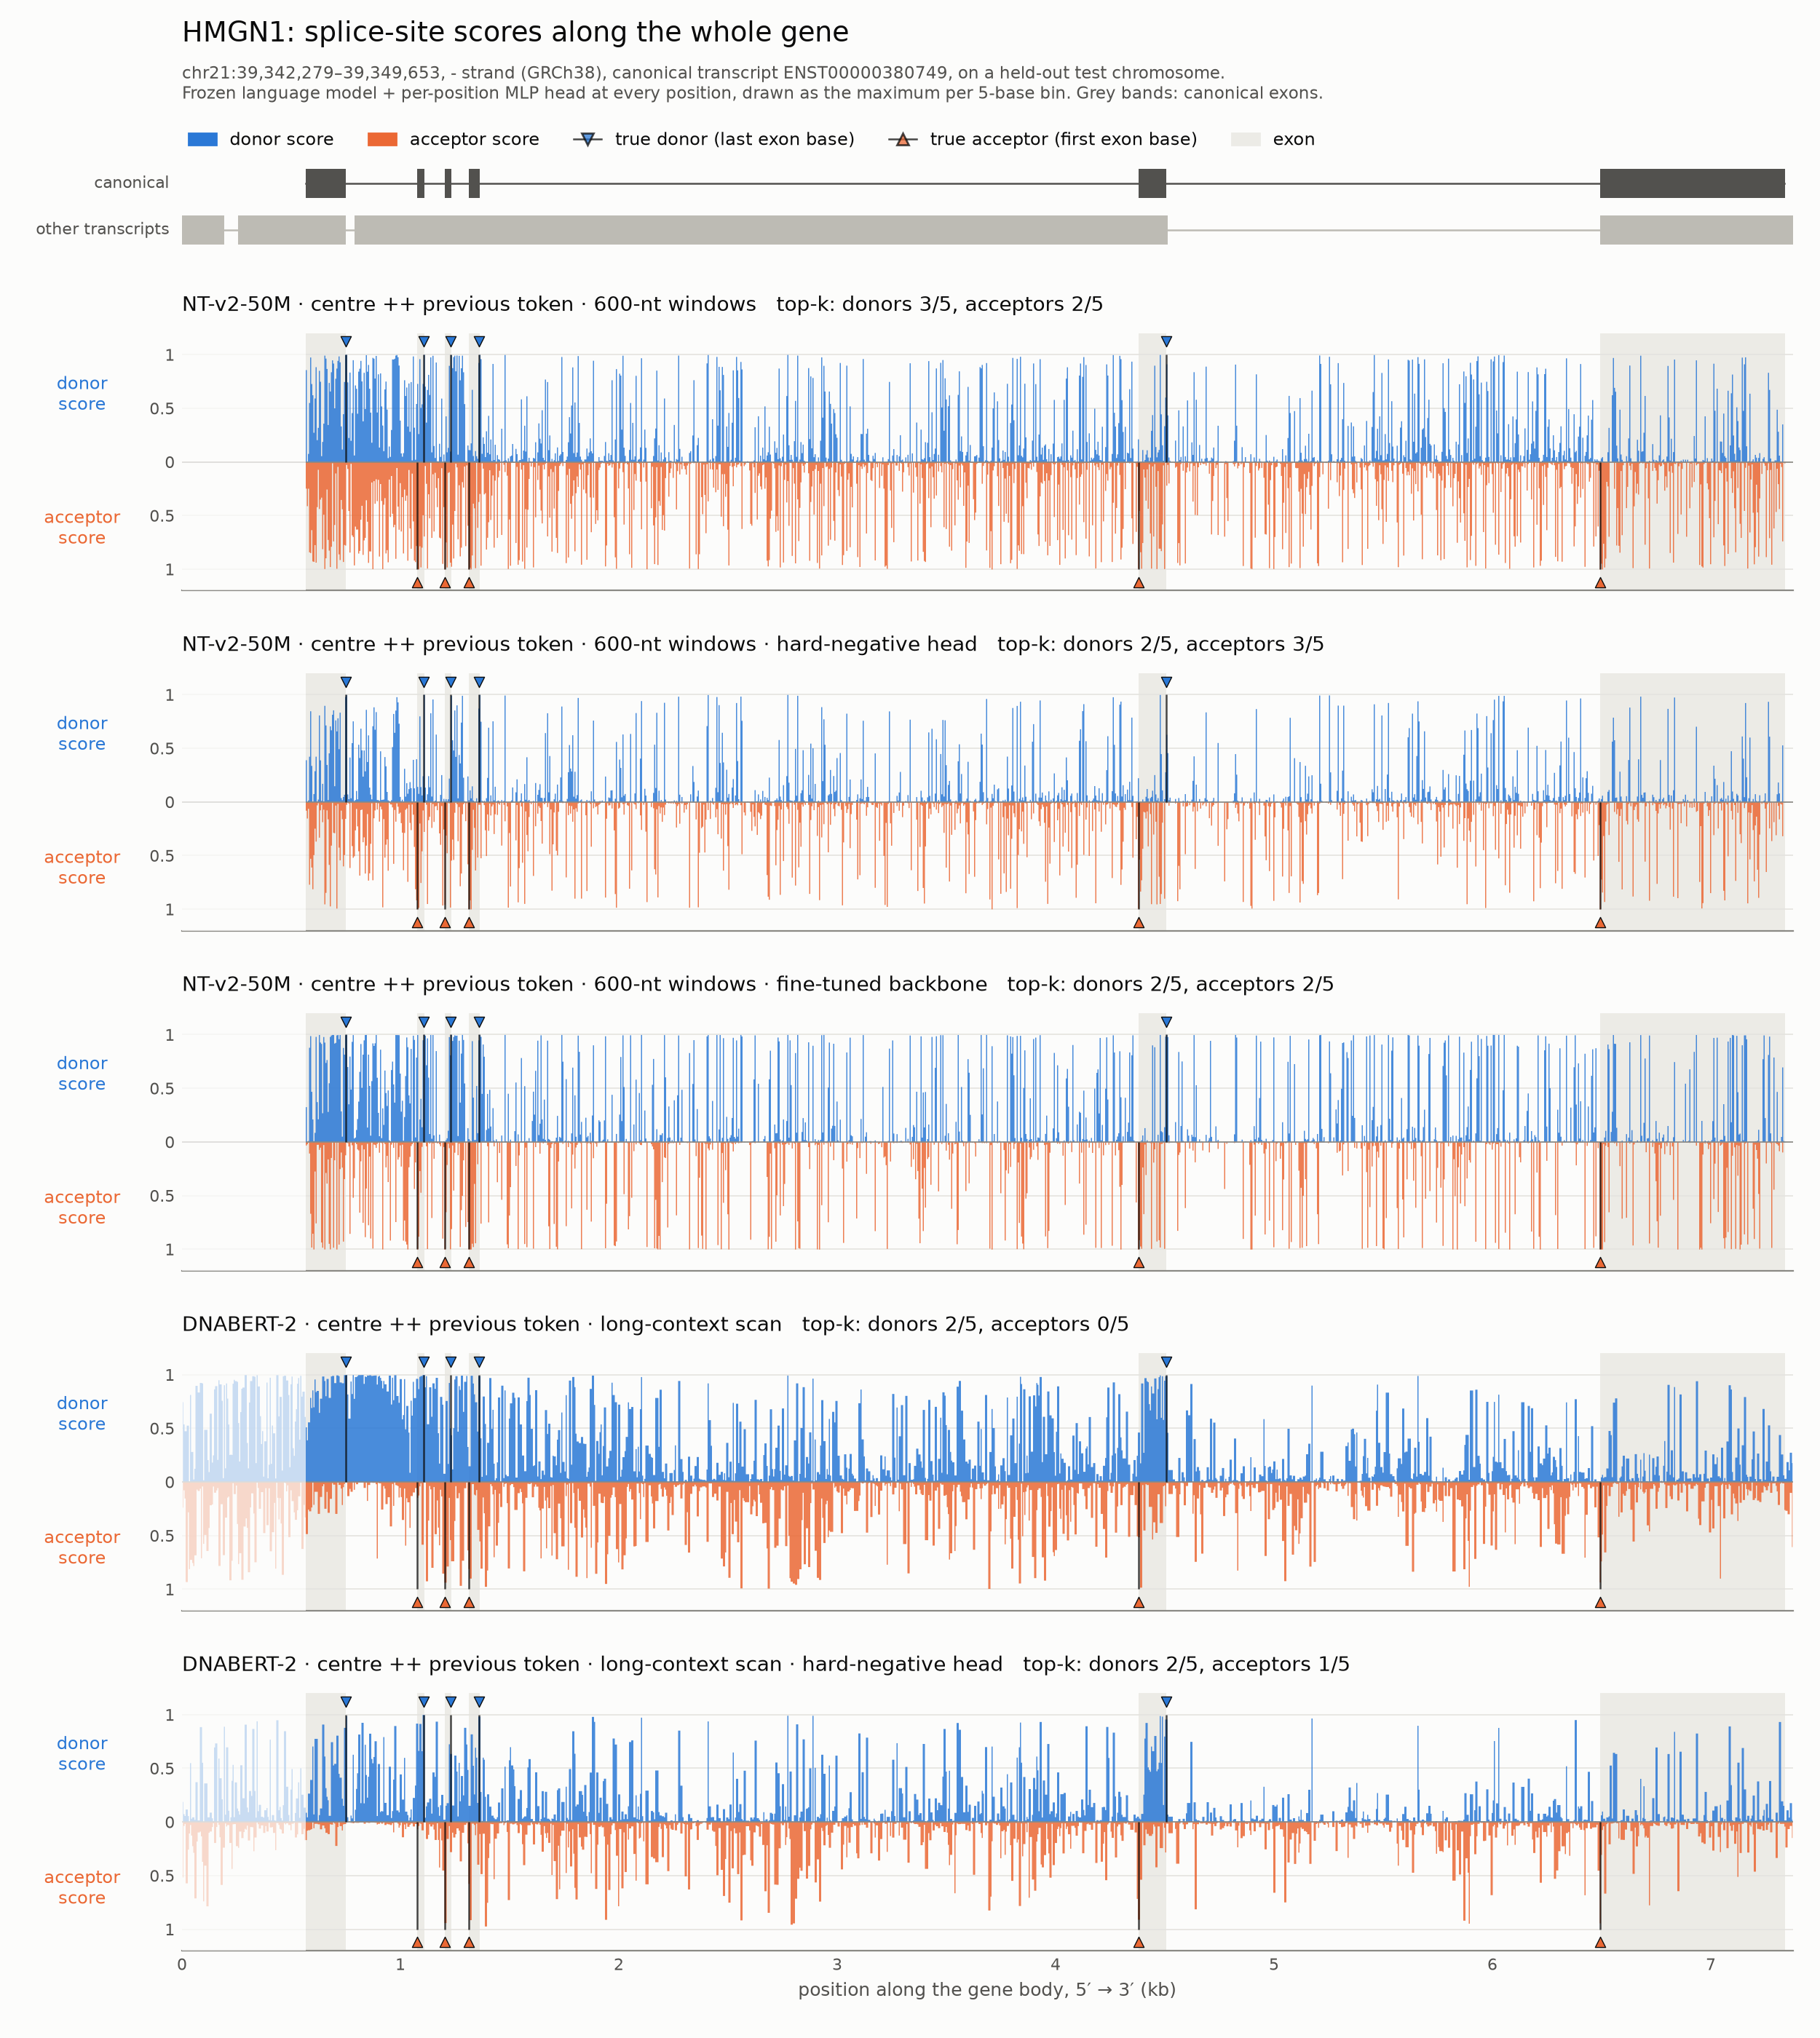 HMGN1: splice-site scores along the whole gene
chr21:39,342,279–39,349,653, - strand (GRCh38), canonical transcript ENST00000380749, on a held-out test chromosome.
Frozen language model + per-position MLP head at every position, drawn as the maximum per 5-base bin. Grey bands: canonical exons.
donor score acceptor score true donor (last exon base) true acceptor (first exon base) exon
canonical
other transcripts
NT-v2-50M · centre ++ previous token · 600-nt windows top-k: donors 3/5, acceptors 2/5
1
donor
score
0.5
0
acceptor
score
0.5
1
NT-v2-50M · centre ++ previous token · 600-nt windows · hard-negative head top-k: donors 2/5, acceptors 3/5
1
donor
score
0.5
0
acceptor
score
0.5
1
NT-v2-50M · centre ++ previous token · 600-nt windows · fine-tuned backbone top-k: donors 2/5, acceptors 2/5
1
donor
score
0.5
0
acceptor
score
0.5
1
DNABERT-2 · centre ++ previous token · long-context scan top-k: donors 2/5, acceptors 0/5
1
donor
score
0.5
0
acceptor
score
0.5
1
DNABERT-2 · centre ++ previous token · long-context scan · hard-negative head top-k: donors 2/5, acceptors 1/5
1
donor
score
0.5
0
acceptor
score
0.5
1
0 1 2 3 4 5 6 7
position along the gene body, 5′ → 3′ (kb)